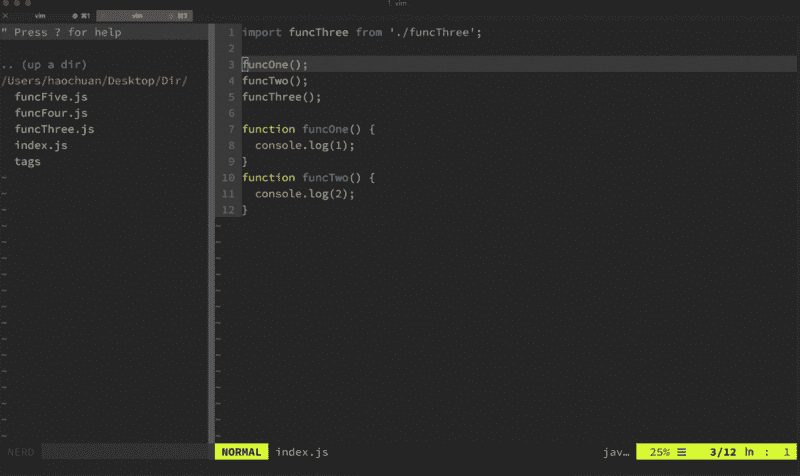 1. vim
vim
⌘1
vim
⌘3
" Press ? for help
.. (up a dir)
/Users/haochuan/Desktop/Dir/
funcFive.js
funcFour.js
funcThree.js
index.js
tags
1 import funcThree from './funcThree';
2
3 funcOne();
4 funcTwo();
5 funcThree();
6
7 function funcOne() {
8 console.log(1);
9 }
10 function funcTwo() {
11 console.log(2);
12 }
NERD
NORMAL index.js jav… 25% ☰ 3/12 ln : 1